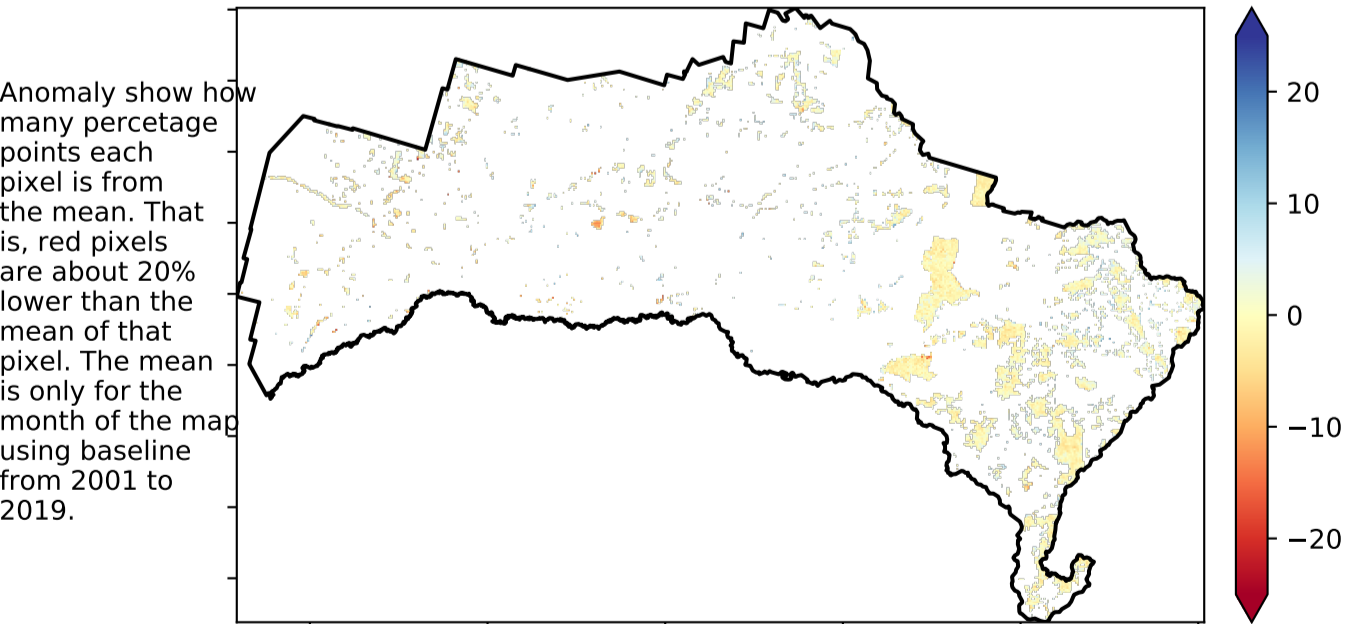 Anomaly show how
many percetage
points each
pixel is from
the mean. That
is, red pixels
are about 20%
lower than the
mean of that
pixel. The mean
is only for the
month of the map
using baseline
from 2001 to
2019.
20
10
0
−10
−20